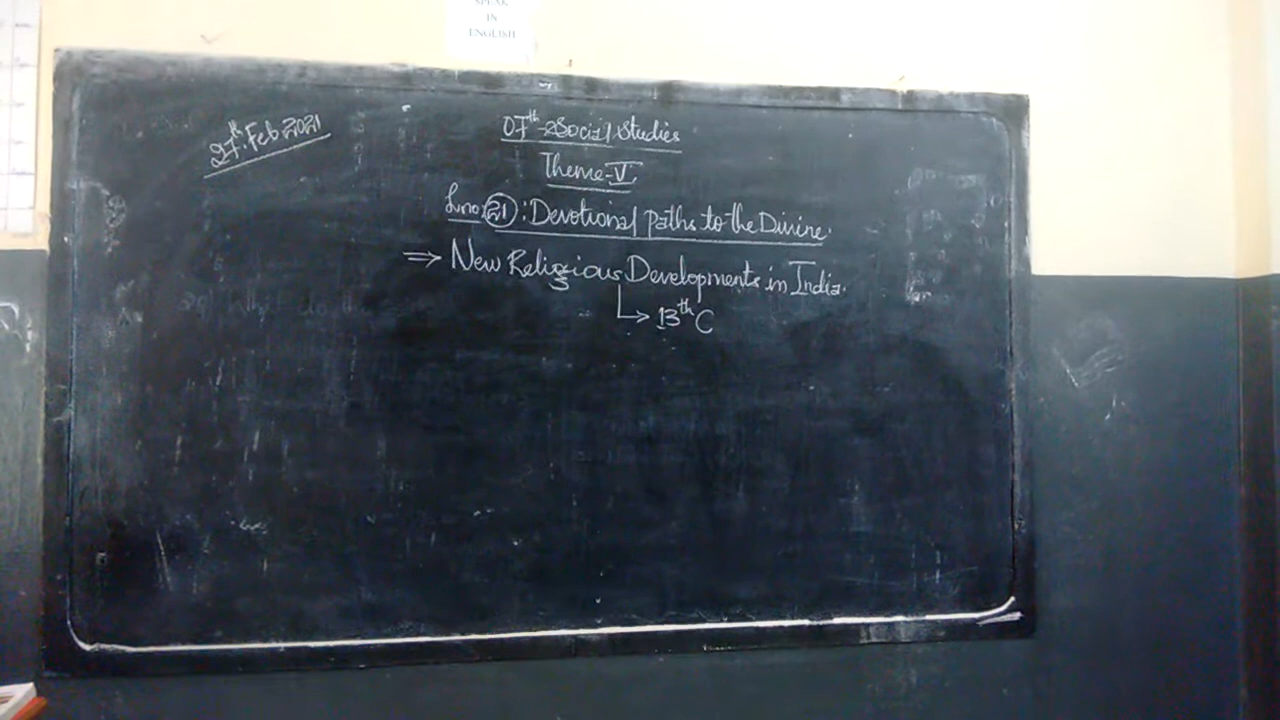 SPEAK
IN
ENGLISH
27th Feb 2021
07th Social Studies
Theme-V
L.no: 21 : Devotional Paths to the Divine.
⇒ New Religious Developments in India.
↳ 13th C